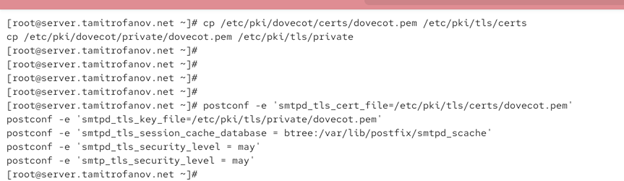 [root@server.tamitrofanov.net ~]# cp /etc/pki/dovecot/certs/dovecot.pem /etc/pki/tls/certs
cp /etc/pki/dovecot/private/dovecot.pem /etc/pki/tls/private
[root@server.tamitrofanov.net ~]#
[root@server.tamitrofanov.net ~]#
[root@server.tamitrofanov.net ~]#
[root@server.tamitrofanov.net ~]#
[root@server.tamitrofanov.net ~]# postconf -e `smtpd_tls_cert_file=/etc/pki/tls/certs/dovecot.pem`
postconf -e `smtpd_tls_key_file=/etc/pki/tls/private/dovecot.pem`
postconf -e `smtpd_tls_session_cache_database = btree:/var/lib/postfix/smtpd_scache`
postconf -e `smtpd_tls_security_level = may`
postconf -e `smtp_tls_security_level = may`
[root@server.tamitrofanov.net ~]#